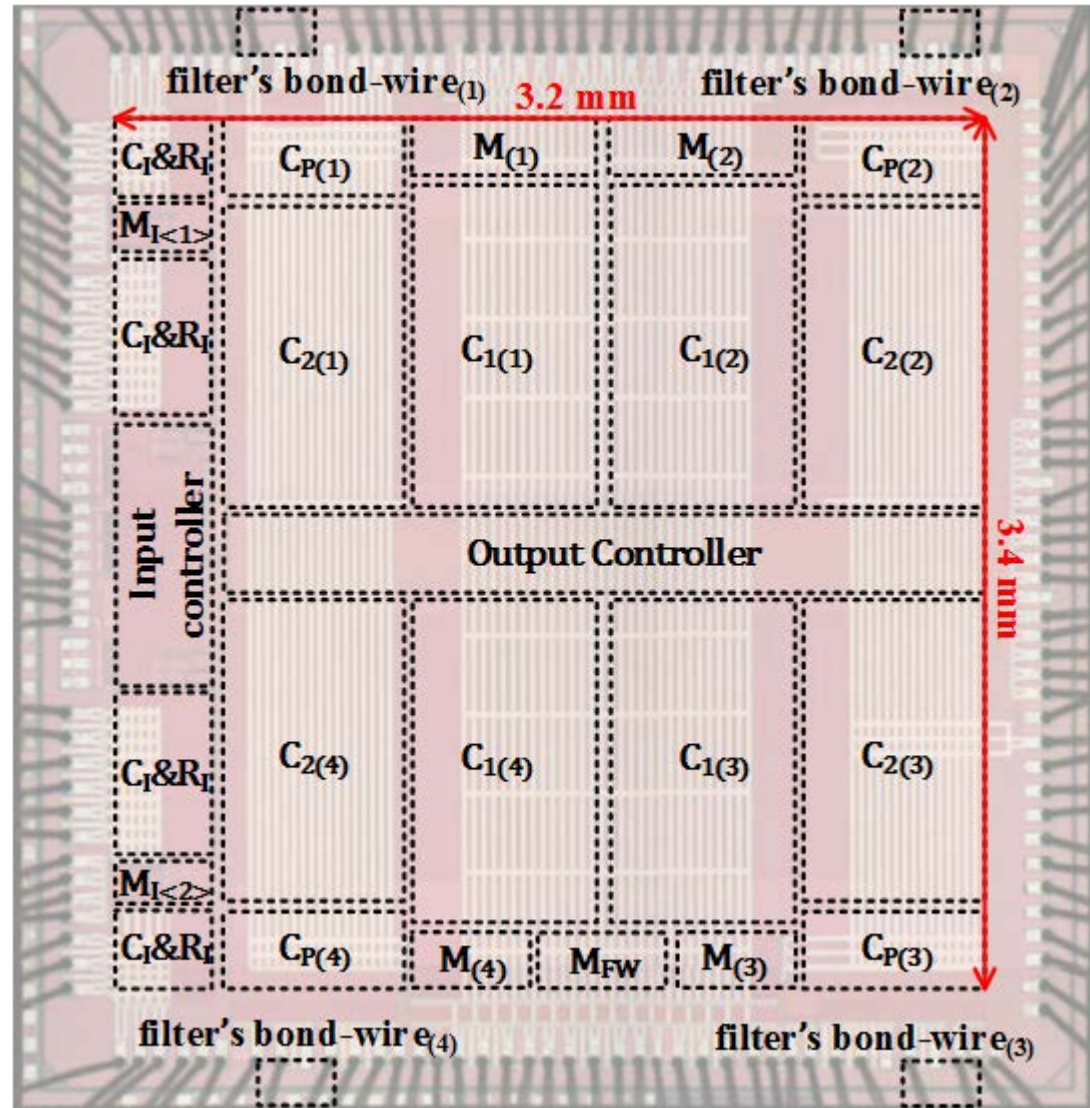 filter's bond-wire(1)
filter's bond-wire(2)
3.2 mm
CI&RI
CP(1)
M(1)
M(2)
CP(2)
MI<1>
CI&RI
C2(1)
C1(1)
C1(2)
C2(2)
Input
controller
Output Controller
3.4 mm
CI&RI
C2(4)
C1(4)
C1(3)
C2(3)
MI<2>
CI&RI
CP(4)
M(4)
MFW
M(3)
CP(3)
filter's bond-wire(4)
filter's bond-wire(3)